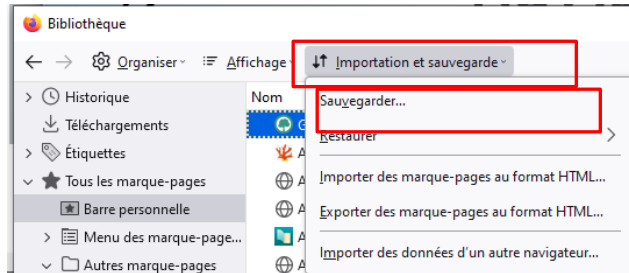 Bibliothèque
Organiser Affichage Importation et sauvegarde
Historique
Téléchargements
Étiquettes
Tous les marque-pages
Barre personnelle
Menu des marque-page...
Autres marque-pages
Nom
G
A
A
A
A
A
A
Sauvegarder...
Restaurer
Importer des marque-pages au format HTML...
Exporter des marque-pages au format HTML...
Importer des données d'un autre navigateur...